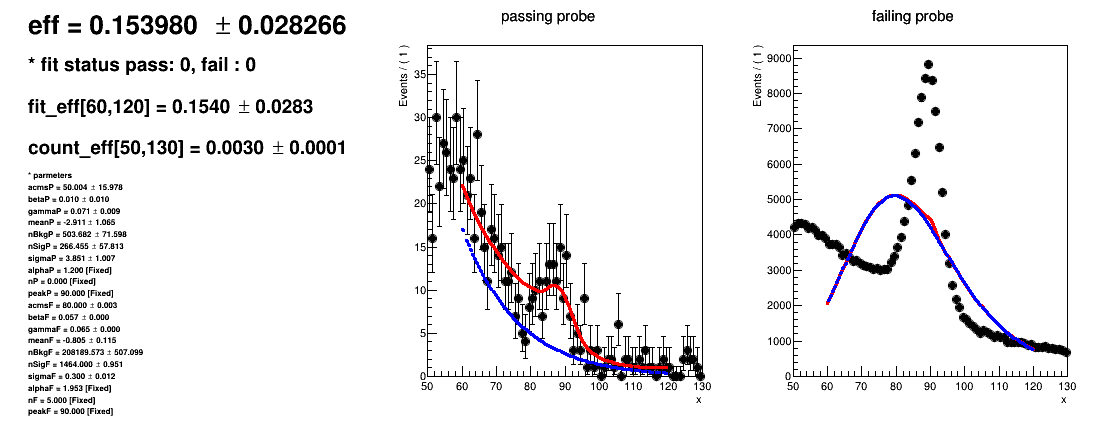 eff = 0.153980 ± 0.028266
* fit status pass: 0, fail : 0
fit_eff[60,120] = 0.1540 ± 0.0283
count_eff[50,130] = 0.0030 ± 0.0001
* parmeters
acmsP = 50.004 ± 15.978
betaP = 0.010 ± 0.010
gammaP = 0.071 ± 0.009
meanP = -2.911 ± 1.065
nBkgP = 503.682 ± 71.598
nSigP = 266.455 ± 57.813
sigmaP = 3.851 ± 1.007
alphaP = 1.200 [Fixed]
nP = 0.000 [Fixed]
peakP = 90.000 [Fixed]
acmsF = 80.000 ± 0.003
betaF = 0.057 ± 0.000
gammaF = 0.065 ± 0.000
meanF = -0.805 ± 0.115
nBkgF = 208189.573 ± 507.099
nSigF = 1464.000 ± 0.951
sigmaF = 0.300 ± 0.012
alphaF = 1.953 [Fixed]
nF = 5.000 [Fixed]
peakF = 90.000 [Fixed]
passing probe
Events / ( 1 )
35
30
25
20
15
10
5
0
50 60 70 80 90 100 110 120 130
x
failing probe
Events / ( 1 )
9000
8000
7000
6000
5000
4000
3000
2000
1000
0
50 60 70 80 90 100 110 120 130
x